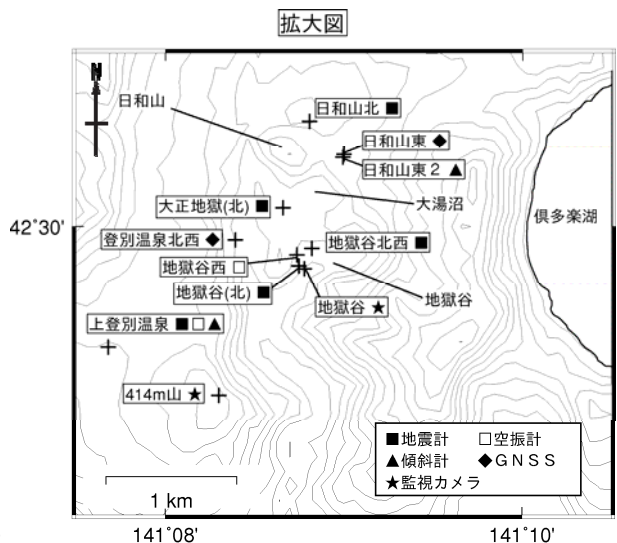 拡大図
N
日和山
日和山北 ■
日和山東 ◆
日和山東2 ▲
大湯沼
大正地獄(北) ■
倶多楽湖
42°30'
登別温泉北西 ◆
地獄谷北西 ■
地獄谷西 □
地獄谷(北) ■
地獄谷 ★
地獄谷
上登別温泉 ■□▲
414m山 ★
■地震計 □空振計
▲傾斜計 ◆GNSS
★監視カメラ
1 km
141°08' 141°10'